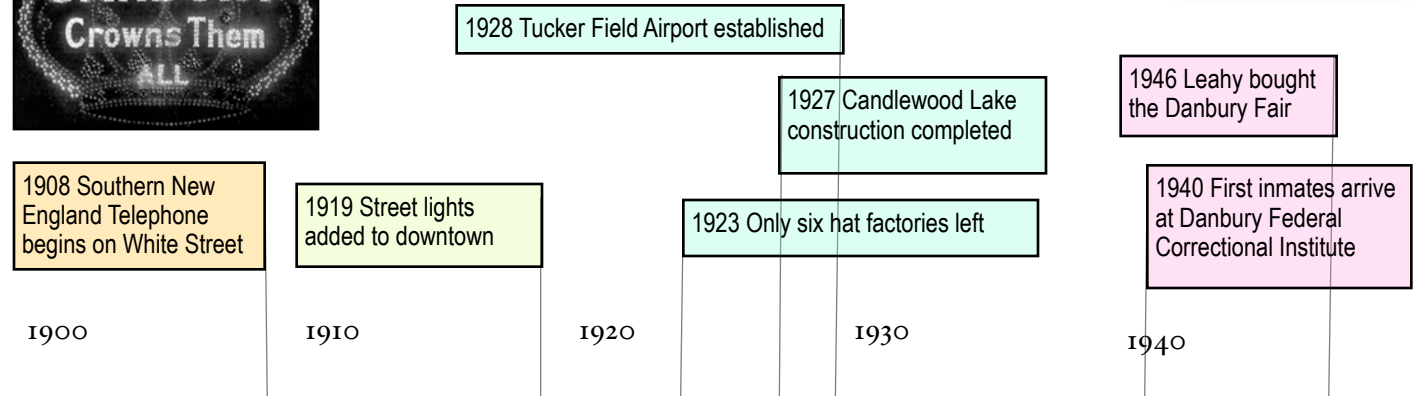 Crowns Them
ALL
1928 Tucker Field Airport established
1927 Candlewood Lake
construction completed
1946 Leahy bought
the Danbury Fair
1908 Southern New
England Telephone
begins on White Street
1919 Street lights
added to downtown
1923 Only six hat factories left
1940 First inmates arrive
at Danbury Federal
Correctional Institute
1900
1910
1920
1930
1940